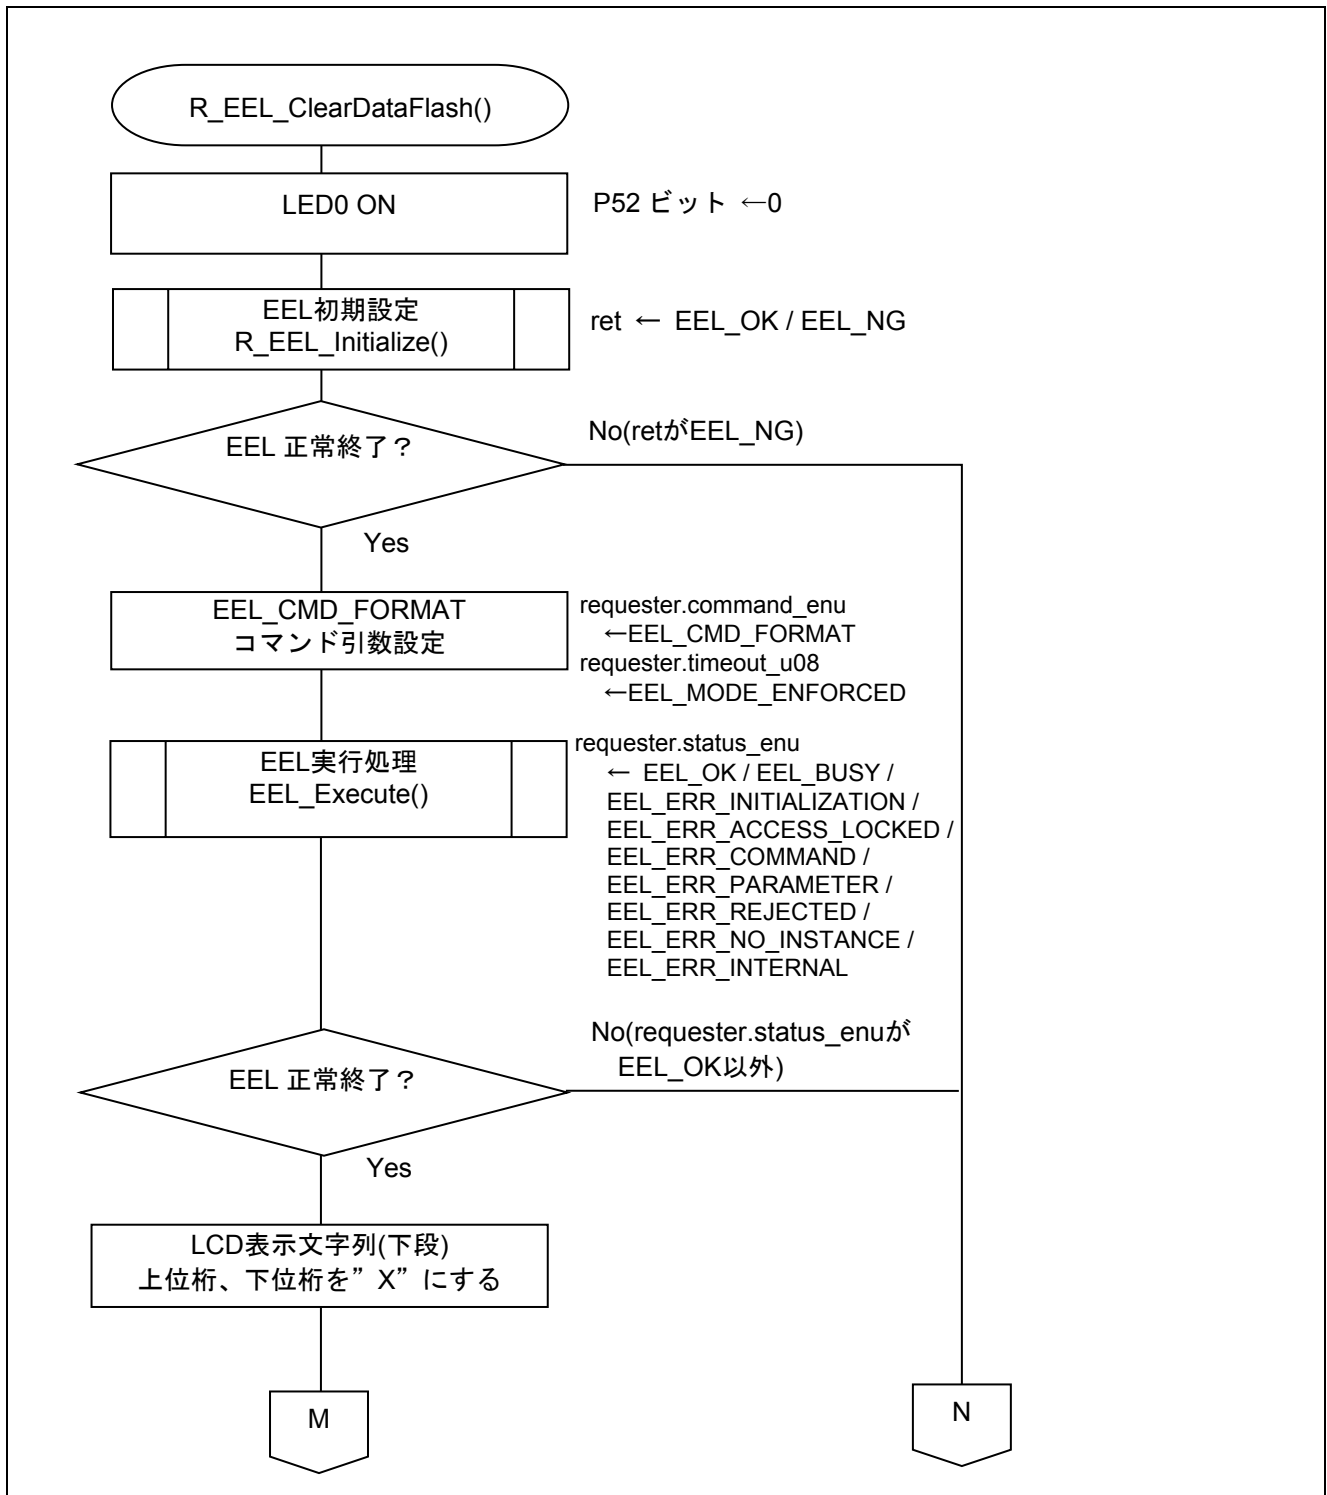 R_EEL_ClearDataFlash()
LED0 ON
P52 ビット ←0
EEL初期設定
R_EEL_Initialize()
ret ← EEL_OK / EEL_NG
EEL 正常終了？
No(retがEEL_NG)
Yes
EEL_CMD_FORMAT
コマンド引数設定
requester.command_enu
←EEL_CMD_FORMAT
requester.timeout_u08
←EEL_MODE_ENFORCED
EEL実行処理
EEL_Execute()
requester.status_enu
← EEL_OK / EEL_BUSY /
EEL_ERR_INITIALIZATION /
EEL_ERR_ACCESS_LOCKED /
EEL_ERR_COMMAND /
EEL_ERR_PARAMETER /
EEL_ERR_REJECTED /
EEL_ERR_NO_INSTANCE /
EEL_ERR_INTERNAL
EEL 正常終了？
No(requester.status_enuが
EEL_OK以外)
Yes
LCD表示文字列(下段)
上位桁、下位桁を”X”にする
M
N